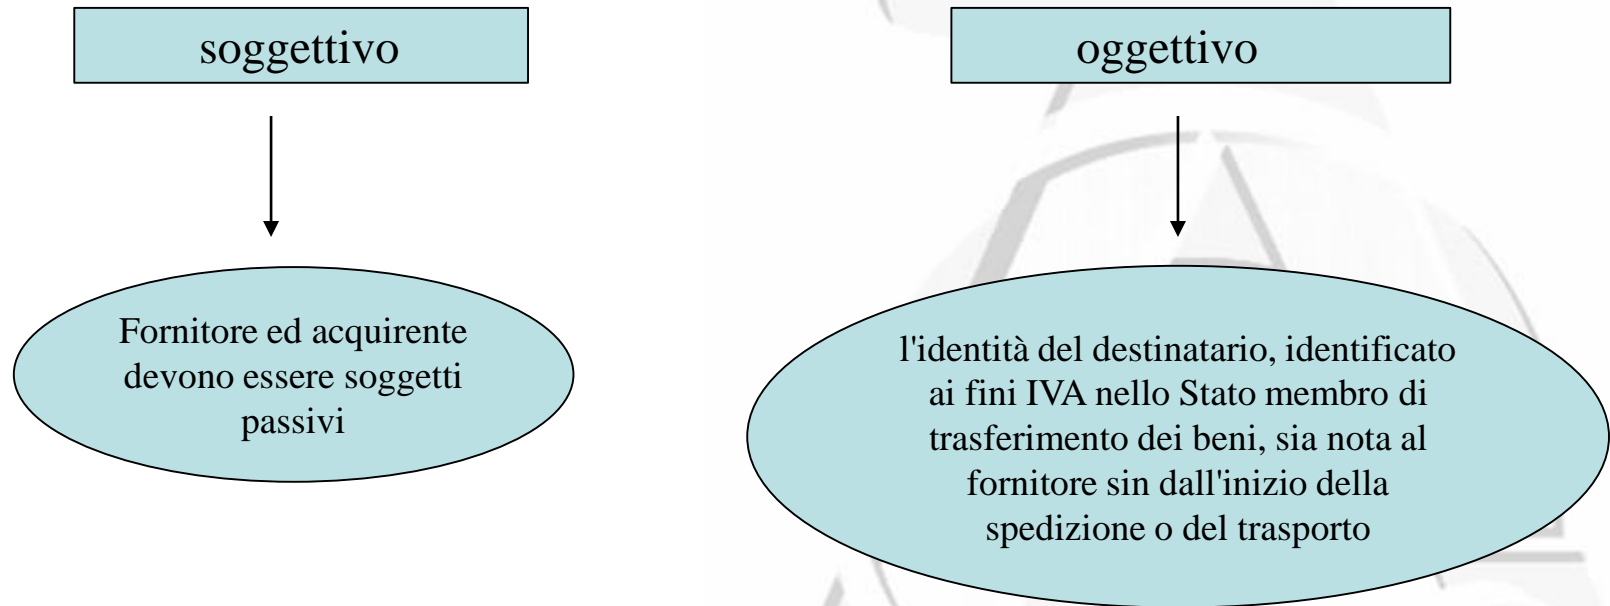 soggettivo
oggettivo
Fornitore ed acquirente
devono essere soggetti
passivi
l'identità del destinatario, identificato
ai fini IVA nello Stato membro di
trasferimento dei beni, sia nota al
fornitore sin dall'inizio della
spedizione o del trasporto